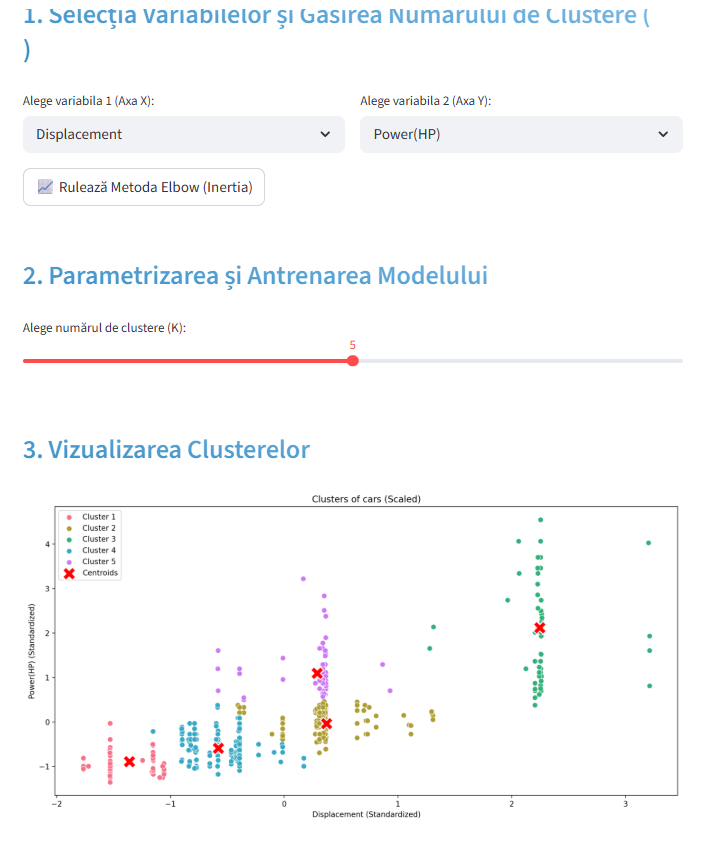 1. Selecția Variabilelor și Găsirea Numărului de Clustere (
)
Alege variabila 1 (Axa X):
Alege variabila 2 (Axa Y):
Displacement
Power(HP)
📈 Rulează Metoda Elbow (Inertia)
2. Parametrizarea și Antrenarea Modelului
Alege numărul de clustere (K):
5
3. Vizualizarea Clusterelor
Clusters of cars (Scaled)
Cluster 1
Cluster 2
Cluster 3
Cluster 4
Cluster 5
Centroids
Power(HP) (Standardized)
4
3
2
1
0
−1
−2
−1
0
1
2
3
Displacement (Standardized)